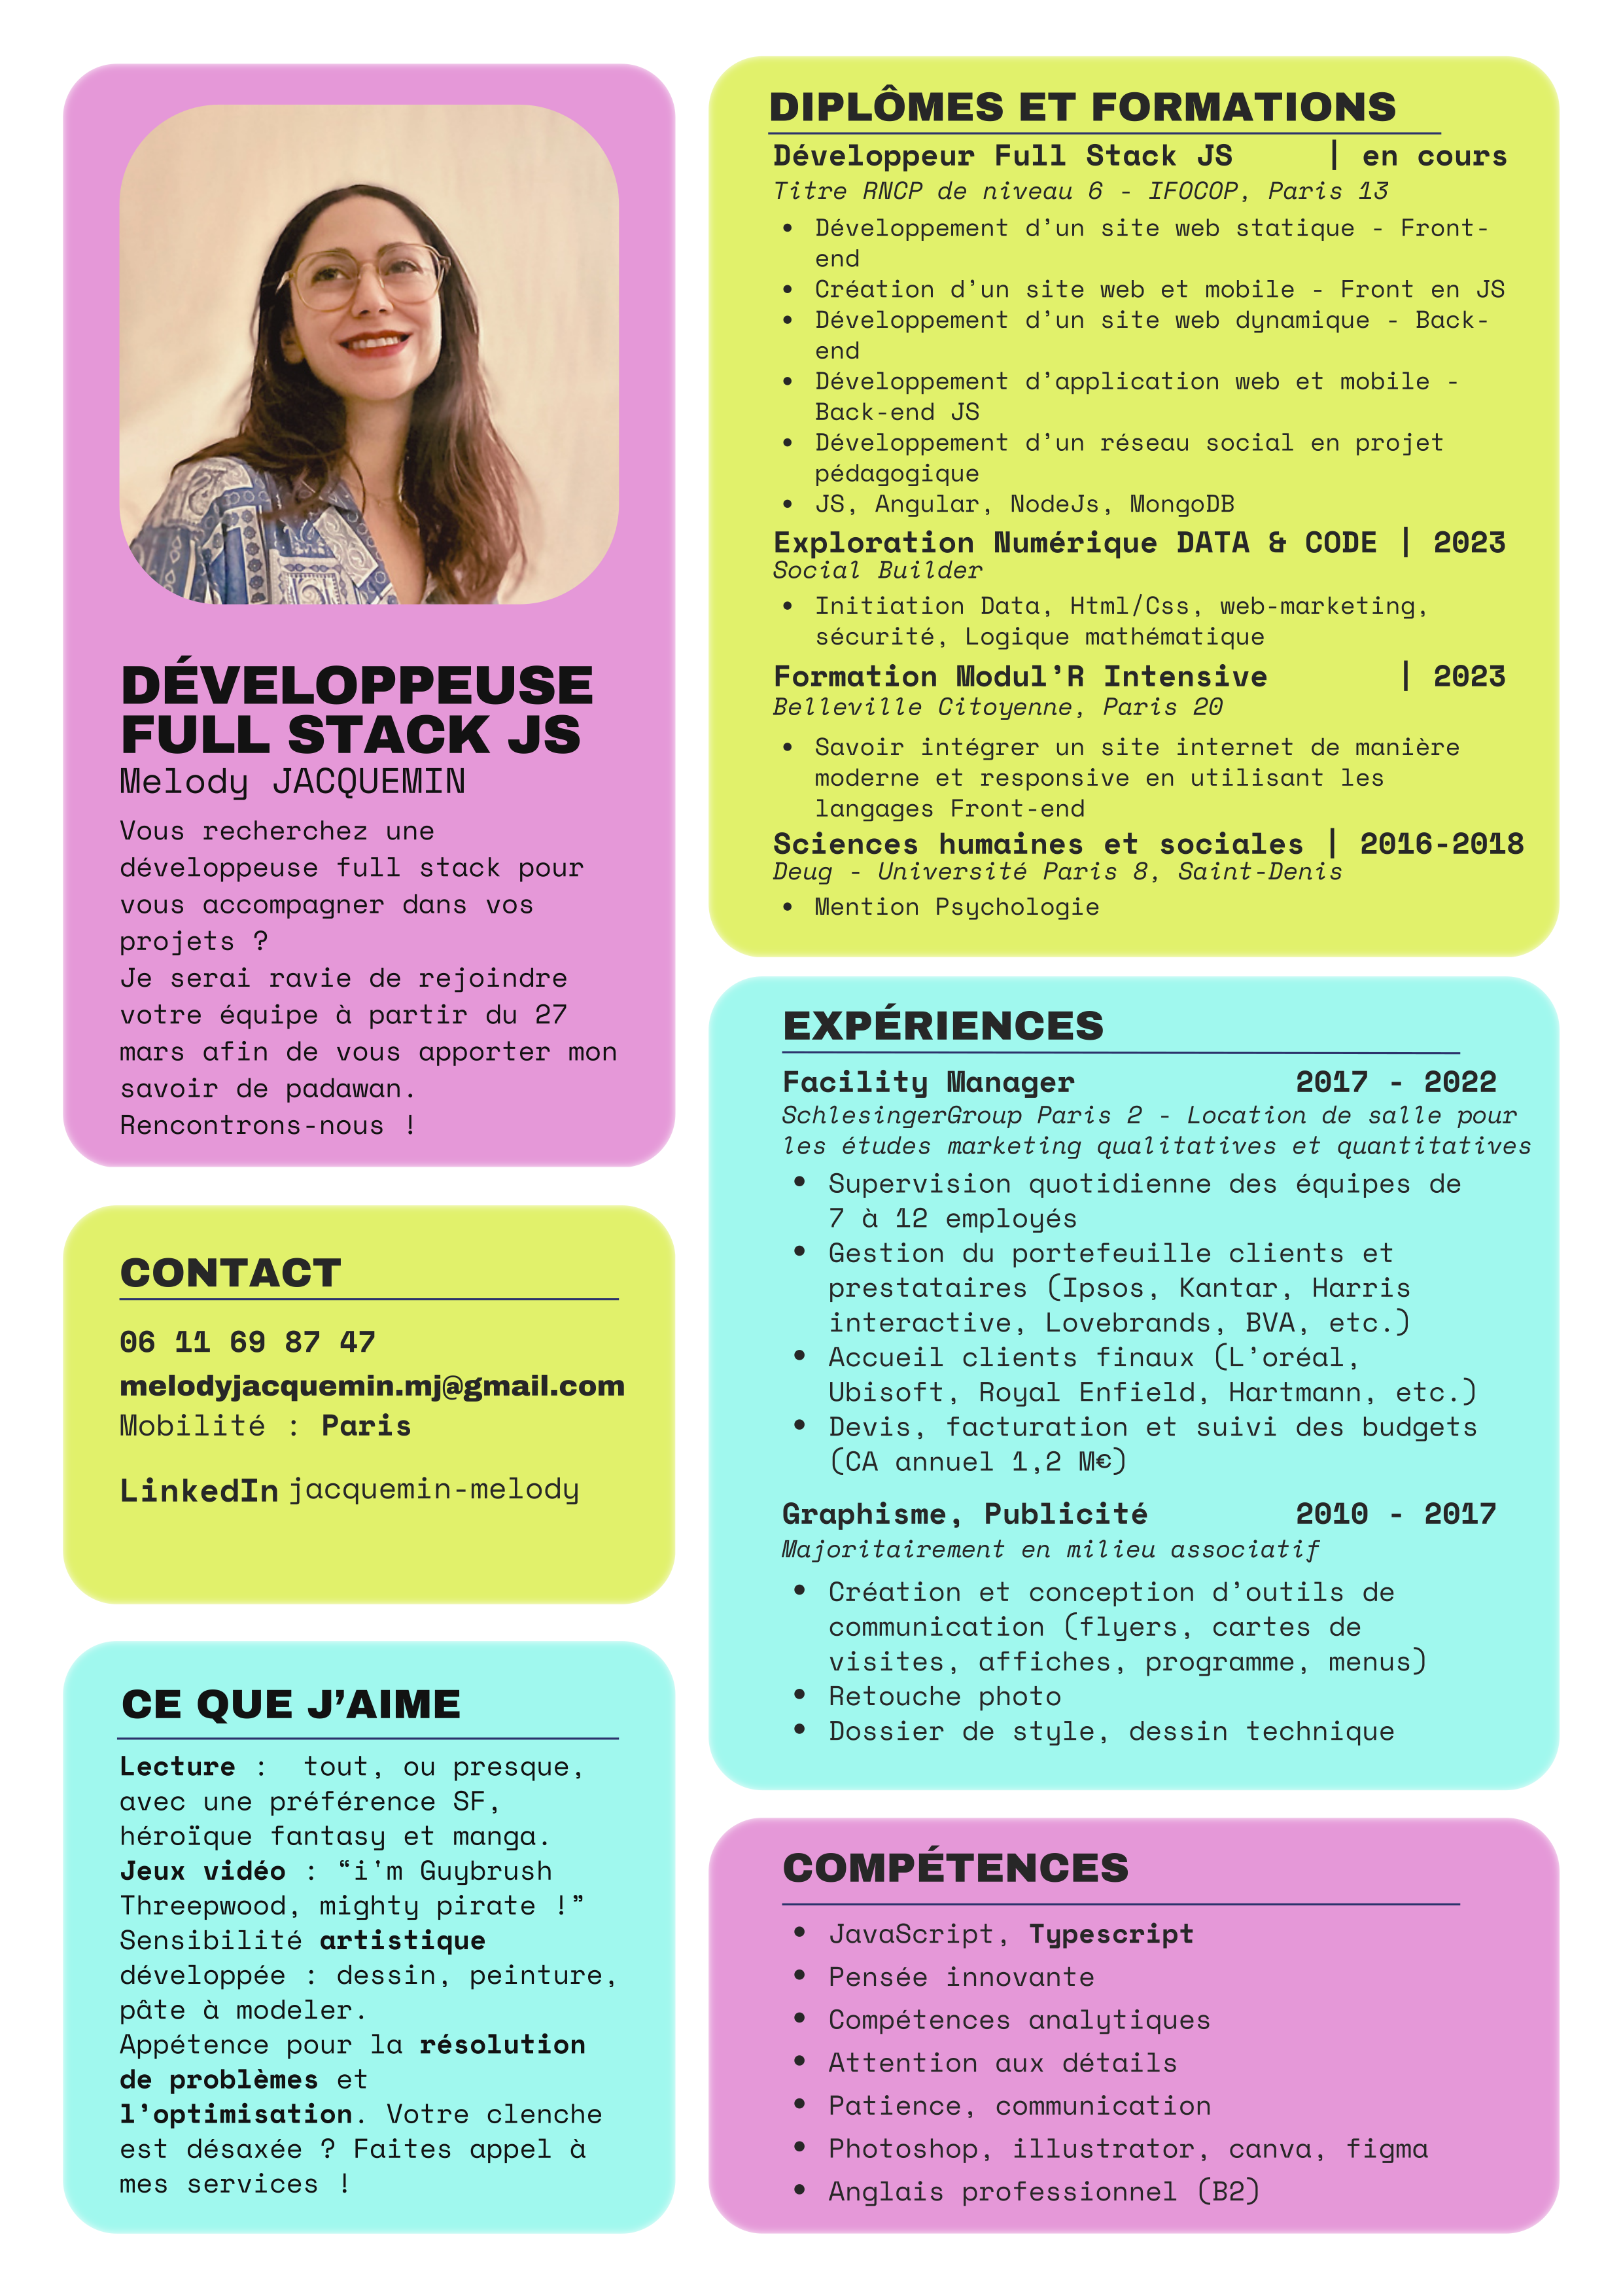 DÉVELOPPEUSE
FULL STACK JS
Melody JACQUEMIN
Vous recherchez une
développeuse full stack pour
vous accompagner dans vos
projets ?
Je serai ravie de rejoindre
votre équipe à partir du 27
mars afin de vous apporter mon
savoir de padawan.
Rencontrons-nous !
CONTACT
06 11 69 87 47
melodyjacquemin.mj@gmail.com
Mobilité : Paris
LinkedIn jacquemin-melody
CE QUE J’AIME
Lecture :  tout, ou presque,
avec une préférence SF,
héroïque fantasy et manga.
Jeux vidéo : “i'm Guybrush
Threepwood, mighty pirate !”
Sensibilité artistique
développée : dessin, peinture,
pâte à modeler.
Appétence pour la résolution
de problèmes et
l’optimisation. Votre clenche
est désaxée ? Faites appel à
mes services !
DIPLÔMES ET FORMATIONS
Développeur Full Stack JS | en cours
Titre RNCP de niveau 6 - IFOCOP, Paris 13
• Développement d’un site web statique - Front-
end
• Création d’un site web et mobile - Front en JS
• Développement d’un site web dynamique - Back-
end
• Développement d’application web et mobile -
Back-end JS
• Développement d’un réseau social en projet
pédagogique
• JS, Angular, NodeJs, MongoDB
Exploration Numérique DATA & CODE | 2023
Social Builder
• Initiation Data, Html/Css, web-marketing,
sécurité, Logique mathématique
Formation Modul’R Intensive | 2023
Belleville Citoyenne, Paris 20
• Savoir intégrer un site internet de manière
moderne et responsive en utilisant les
langages Front-end
Sciences humaines et sociales | 2016-2018
Deug - Université Paris 8, Saint-Denis
• Mention Psychologie
EXPÉRIENCES
Facility Manager 2017 - 2022
SchlesingerGroup Paris 2 - Location de salle pour
les études marketing qualitatives et quantitatives
• Supervision quotidienne des équipes de
7 à 12 employés
• Gestion du portefeuille clients et
prestataires (Ipsos, Kantar, Harris
interactive, Lovebrands, BVA, etc.)
• Accueil clients finaux (L’oréal,
Ubisoft, Royal Enfield, Hartmann, etc.)
• Devis, facturation et suivi des budgets
(CA annuel 1,2 M€)
Graphisme, Publicité 2010 - 2017
Majoritairement en milieu associatif
• Création et conception d’outils de
communication (flyers, cartes de
visites, affiches, programme, menus)
• Retouche photo
• Dossier de style, dessin technique
COMPÉTENCES
• JavaScript, Typescript
• Pensée innovante
• Compétences analytiques
• Attention aux détails
• Patience, communication
• Photoshop, illustrator, canva, figma
• Anglais professionnel (B2)